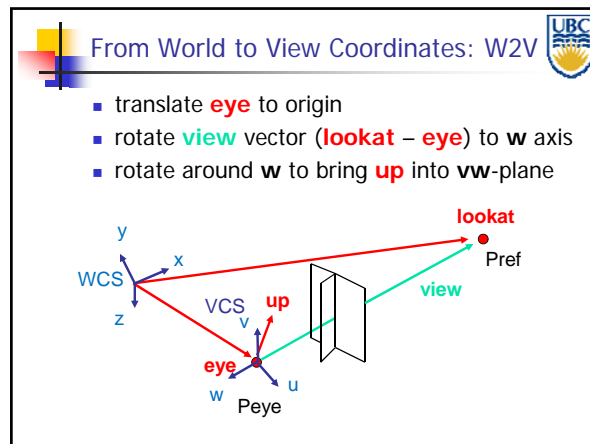 UBC
From World to View Coordinates: W2V
translate eye to origin
rotate view vector (lookat – eye) to w axis
rotate around w to bring up into vw-plane
lookat
y
x
Pref
WCS
view
z
VCS
up
v
eye
w
u
Peye